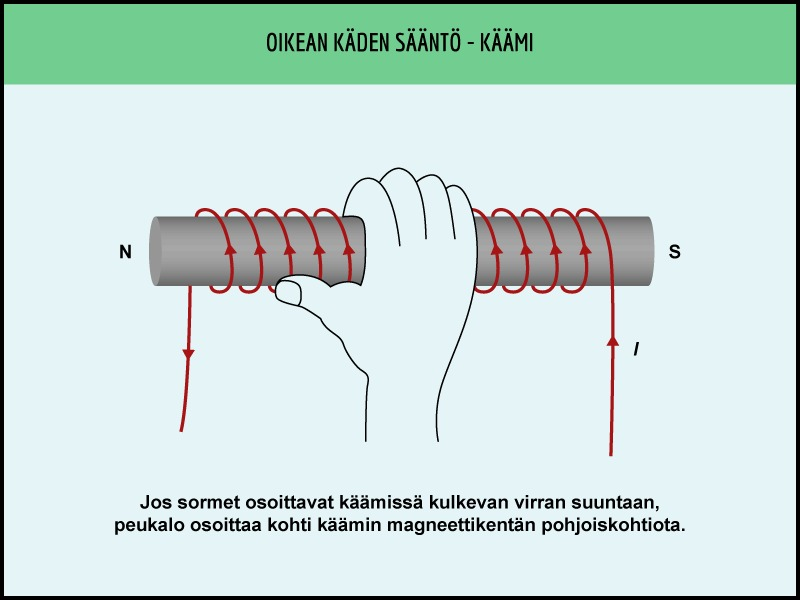 OIKEAN KÄDEN SÄÄNTÖ - KÄÄMI
N
S
I
Jos sormet osoittavat käämissä kulkevan virran suuntaan,
peukalo osoittaa kohti käämin magneettikentän pohjoiskohtiota.